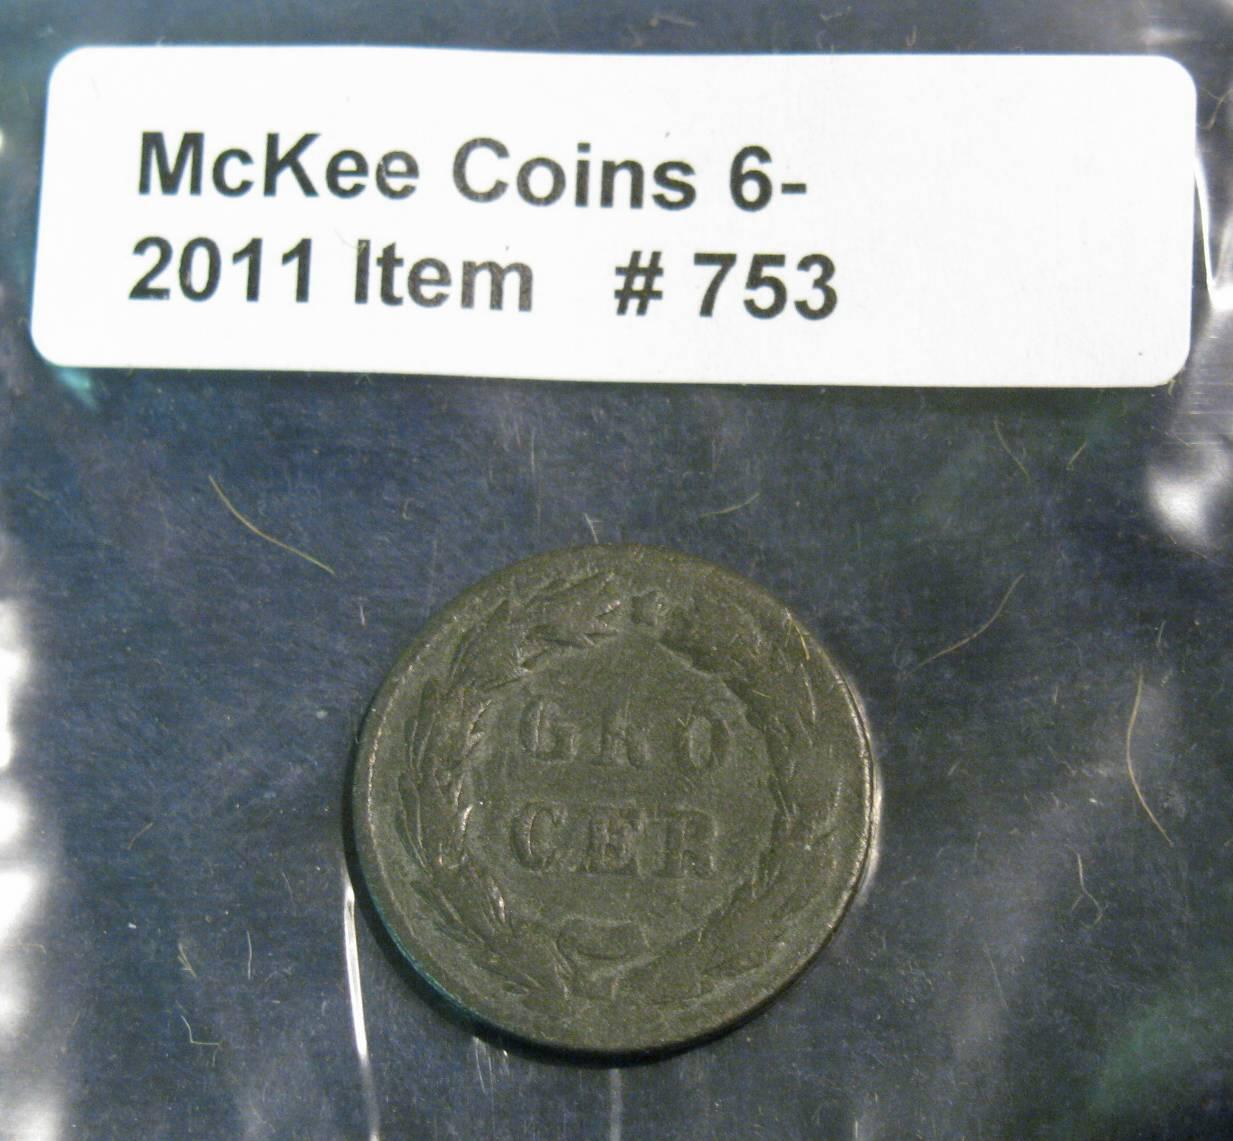 McKee Coins 6-
2011 Item # 753
GRO
CER